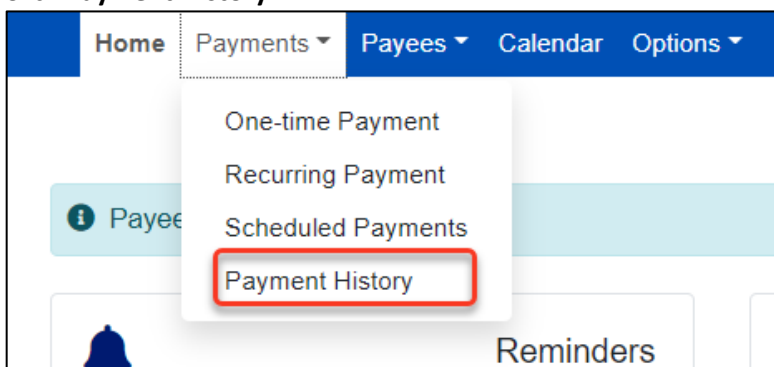 Home Payments Payees Calendar Options
One-time Payment
Recurring Payment
Payee
Scheduled Payments
Payment History
Reminders